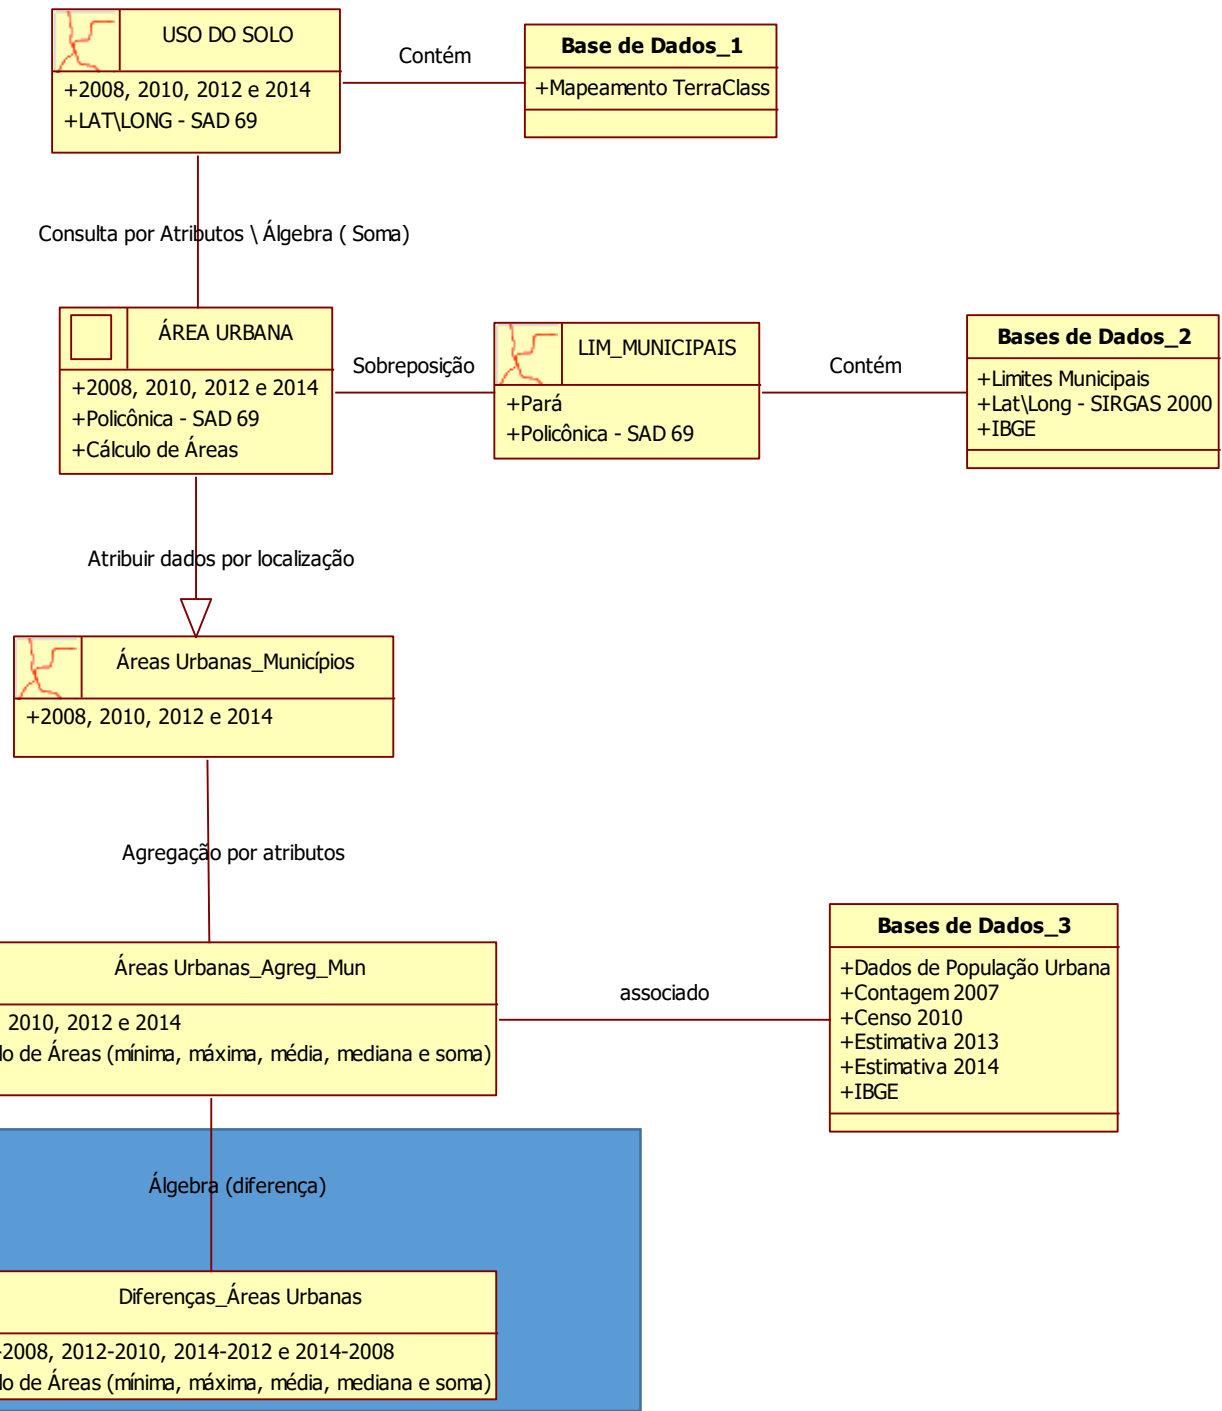 USO DO SOLO
+2008, 2010, 2012 e 2014
+LAT\LONG - SAD 69
Contém
Base de Dados_1
+Mapeamento TerraClass
Consulta por Atributos \ Álgebra ( Soma)
ÁREA URBANA
+2008, 2010, 2012 e 2014
+Policônica - SAD 69
+Cálculo de Áreas
Sobreposição
LIM_MUNICIPAIS
+Pará
+Policônica - SAD 69
Contém
Bases de Dados_2
+Limites Municipais
+Lat\Long - SIRGAS 2000
+IBGE
Atribuir dados por localização
Áreas Urbanas_Municípios
+2008, 2010, 2012 e 2014
Agregação por atributos
Áreas Urbanas_Agreg_Mun
2010, 2012 e 2014
de Áreas (mínima, máxima, média, mediana e soma)
associado
Bases de Dados_3
+Dados de População Urbana
+Contagem 2007
+Censo 2010
+Estimativa 2013
+Estimativa 2014
+IBGE
Álgebra (diferença)
Diferenças_Áreas Urbanas
-2008, 2012-2010, 2014-2012 e 2014-2008
de Áreas (mínima, máxima, média, mediana e soma)